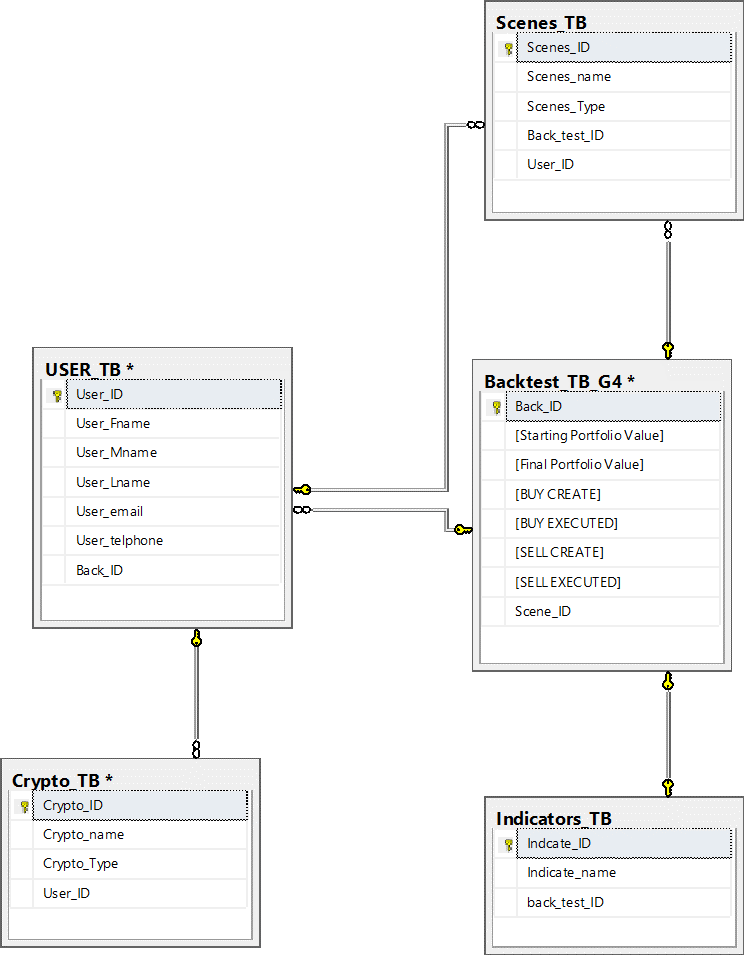 Scenes_TB
Scenes_ID
Scenes_name
Scenes_Type
Back_test_ID
User_ID
USER_TB *
User_ID
User_Fname
User_Mname
User_Lname
User_email
User_telphone
Back_ID
Backtest_TB_G4 *
Back_ID
[Starting Portfolio Value]
[Final Portfolio Value]
[BUY CREATE]
[BUY EXECUTED]
[SELL CREATE]
[SELL EXECUTED]
Scene_ID
Crypto_TB *
Crypto_ID
Crypto_name
Crypto_Type
User_ID
Indicators_TB
Indcate_ID
Indicate_name
back_test_ID